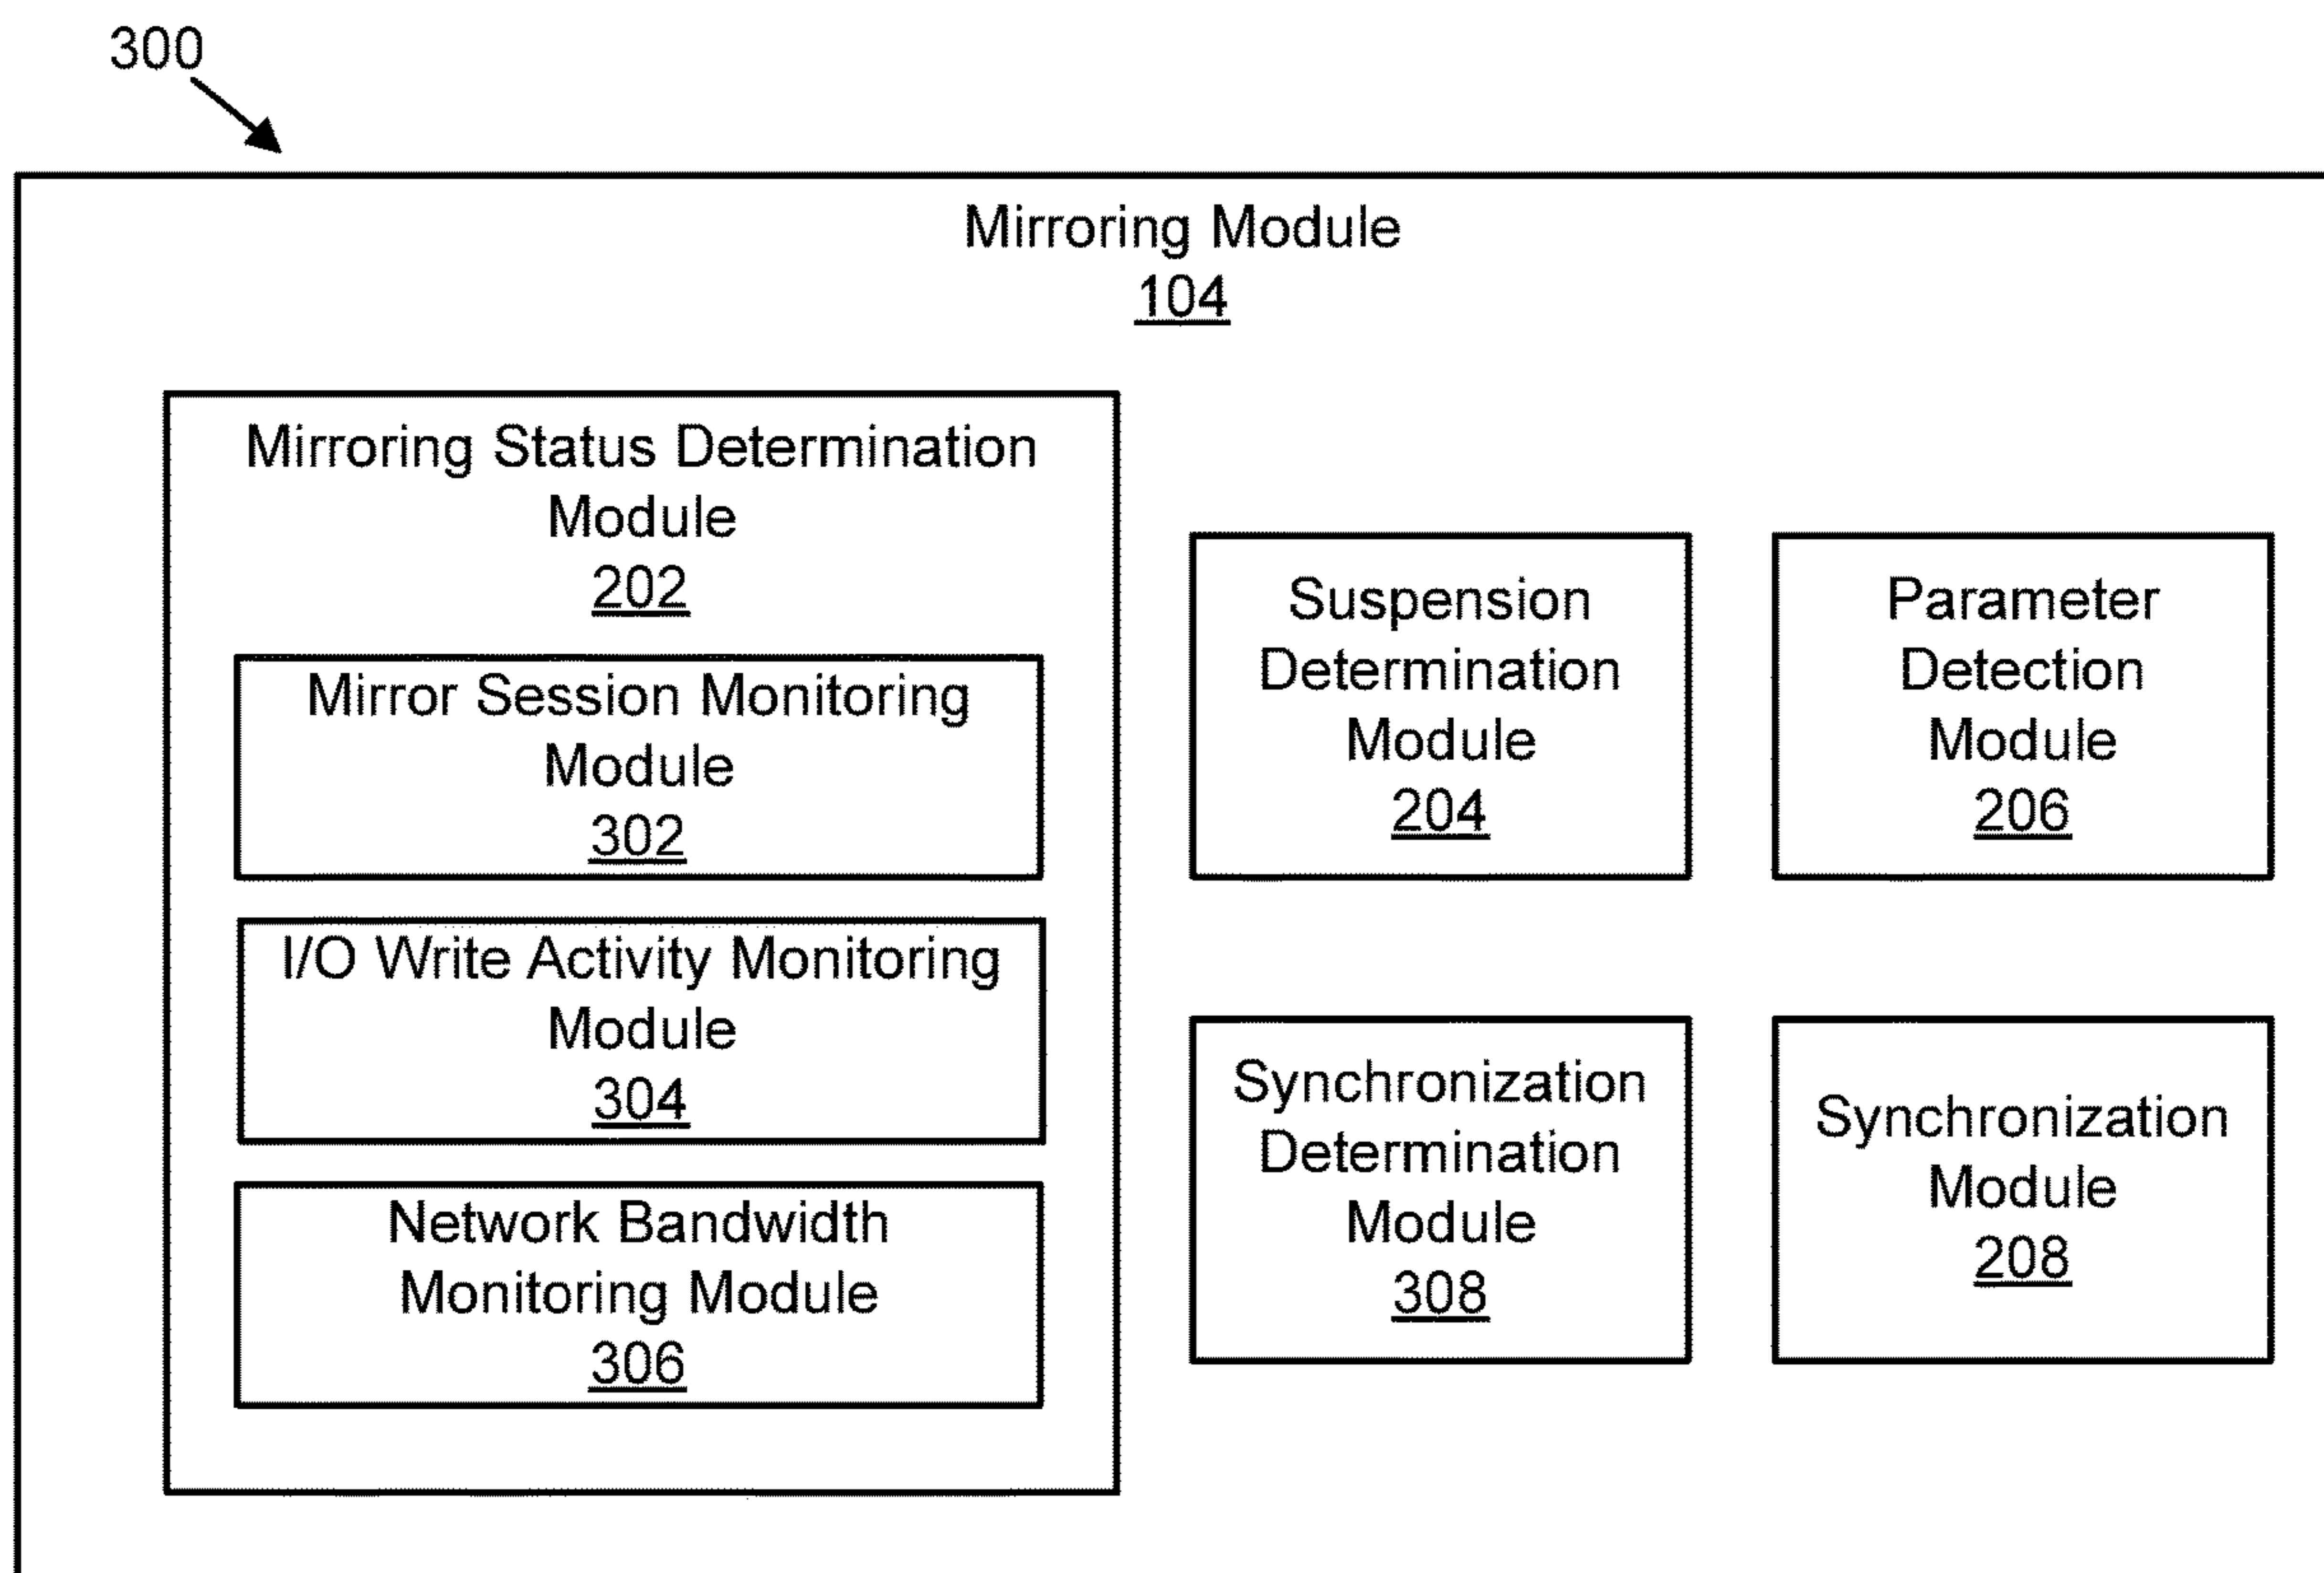 300
Mirroring Module
104
Mirroring Status Determination
Module
202
Mirror Session Monitoring
Module
302
I/O Write Activity Monitoring
Module
304
Network Bandwidth
Monitoring Module
306
Suspension
Determination
Module
204
Parameter
Detection
Module
206
Synchronization
Determination
Module
308
Synchronization
Module
208